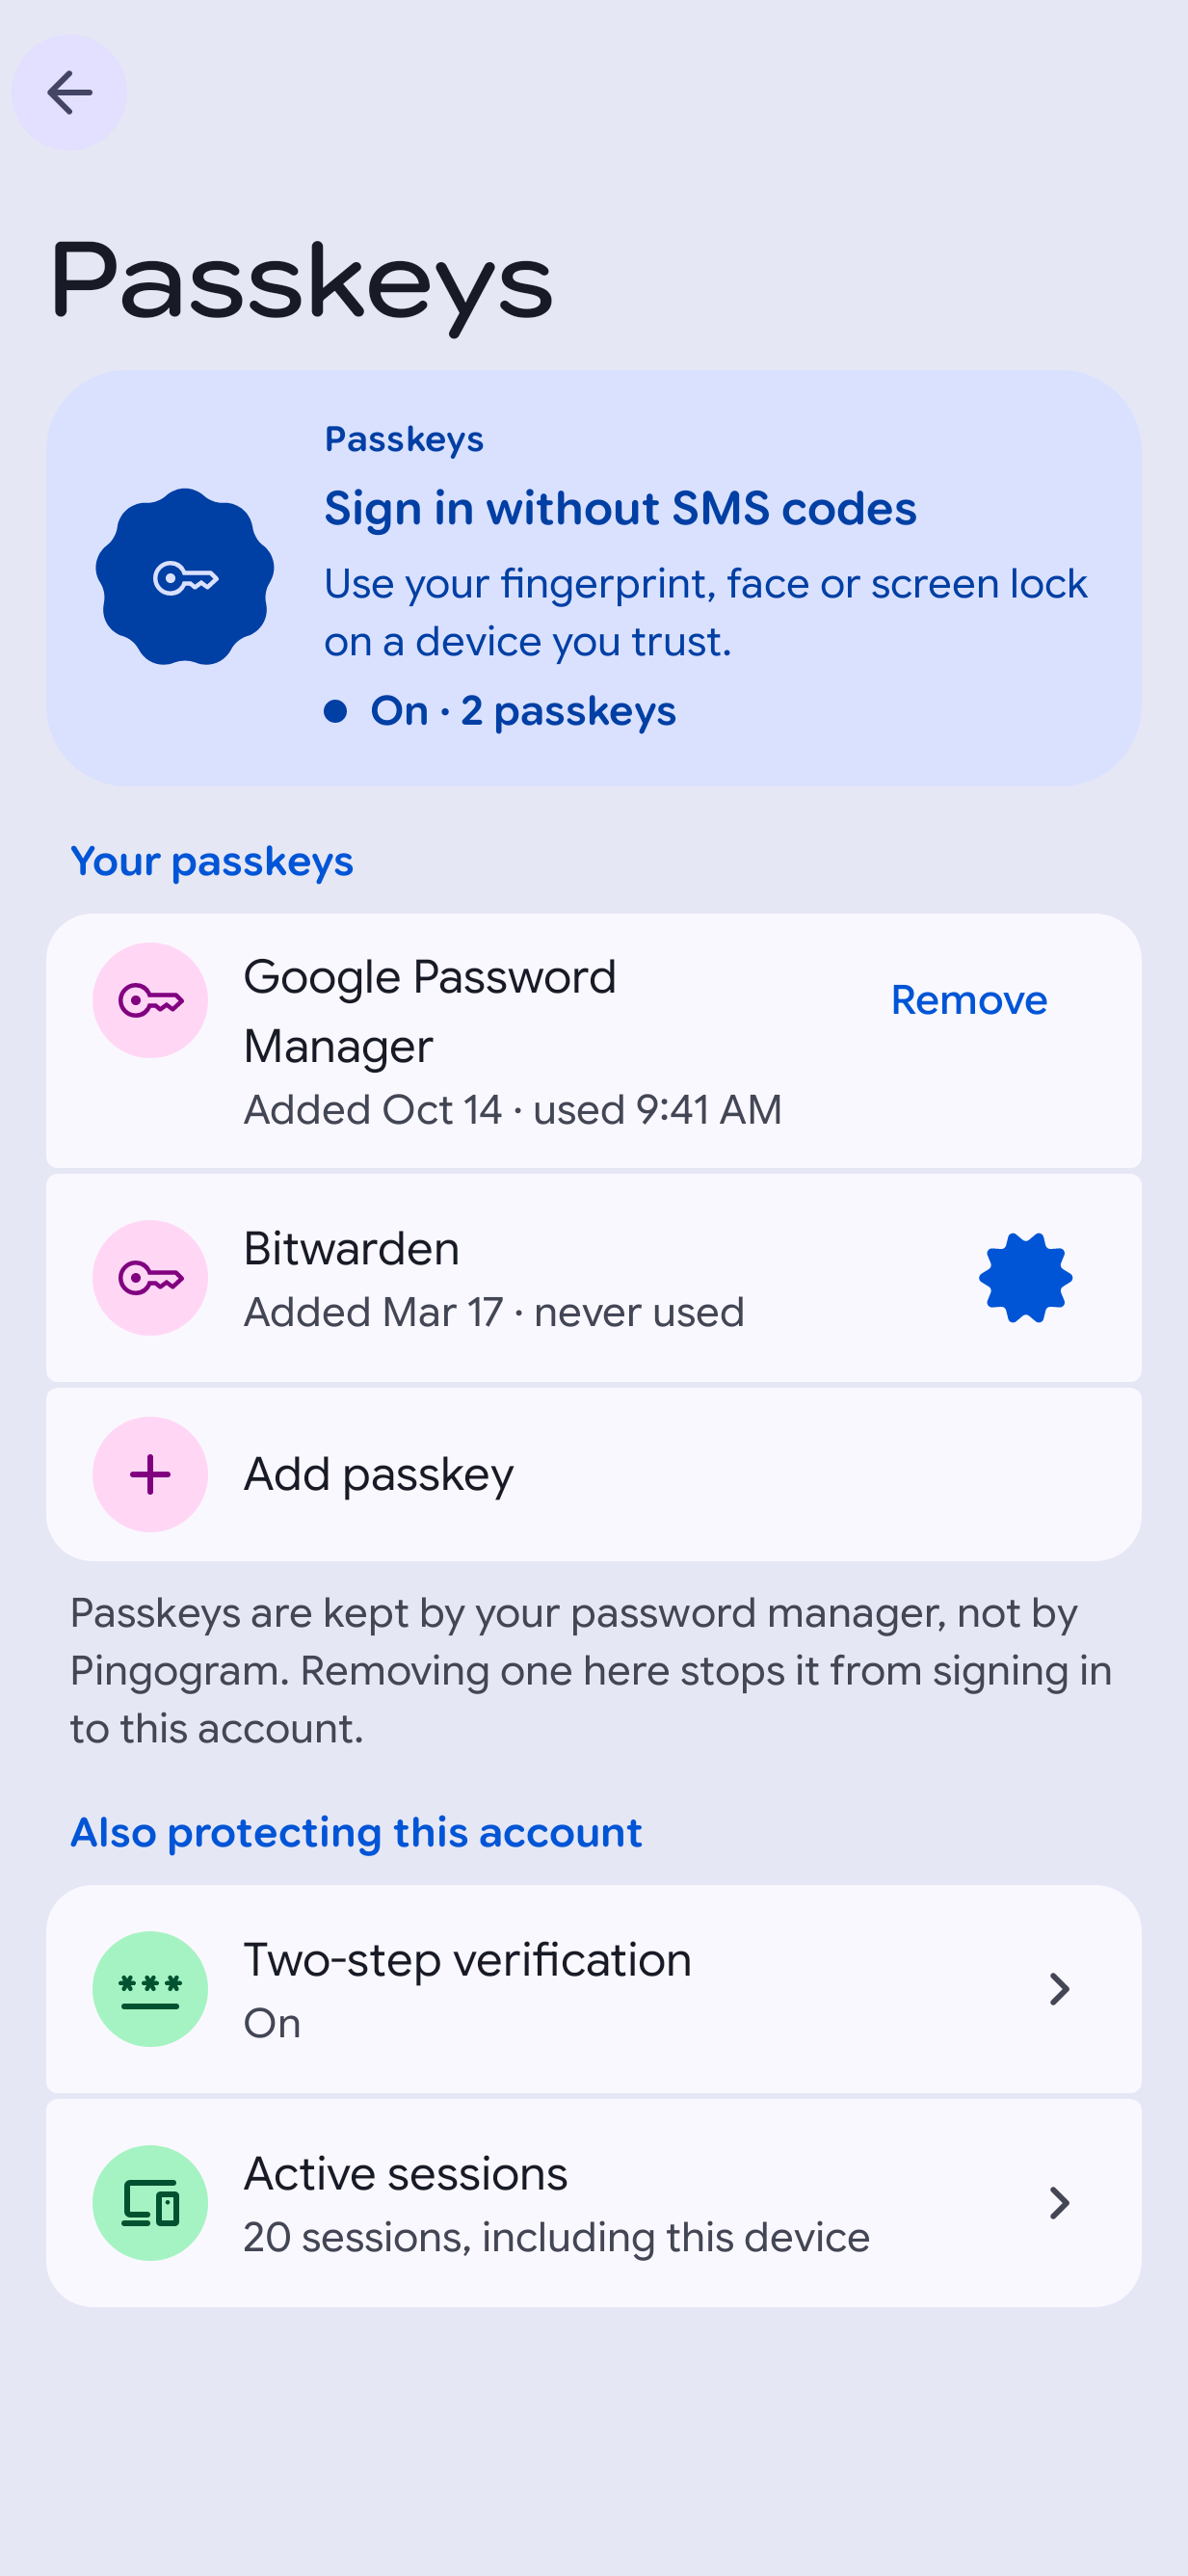 Passkeys
Passkeys
Sign in without SMS codes
Use your fingerprint, face or screen lock
on a device you trust.
On · 2 passkeys
Your passkeys
Google Password
Manager
Remove
Added Oct 14 · used 9:41 AM
Bitwarden
Added Mar 17 · never used
Add passkey
Passkeys are kept by your password manager, not by
Pingogram. Removing one here stops it from signing in
to this account.
Also protecting this account
Two-step verification
On
Active sessions
20 sessions, including this device